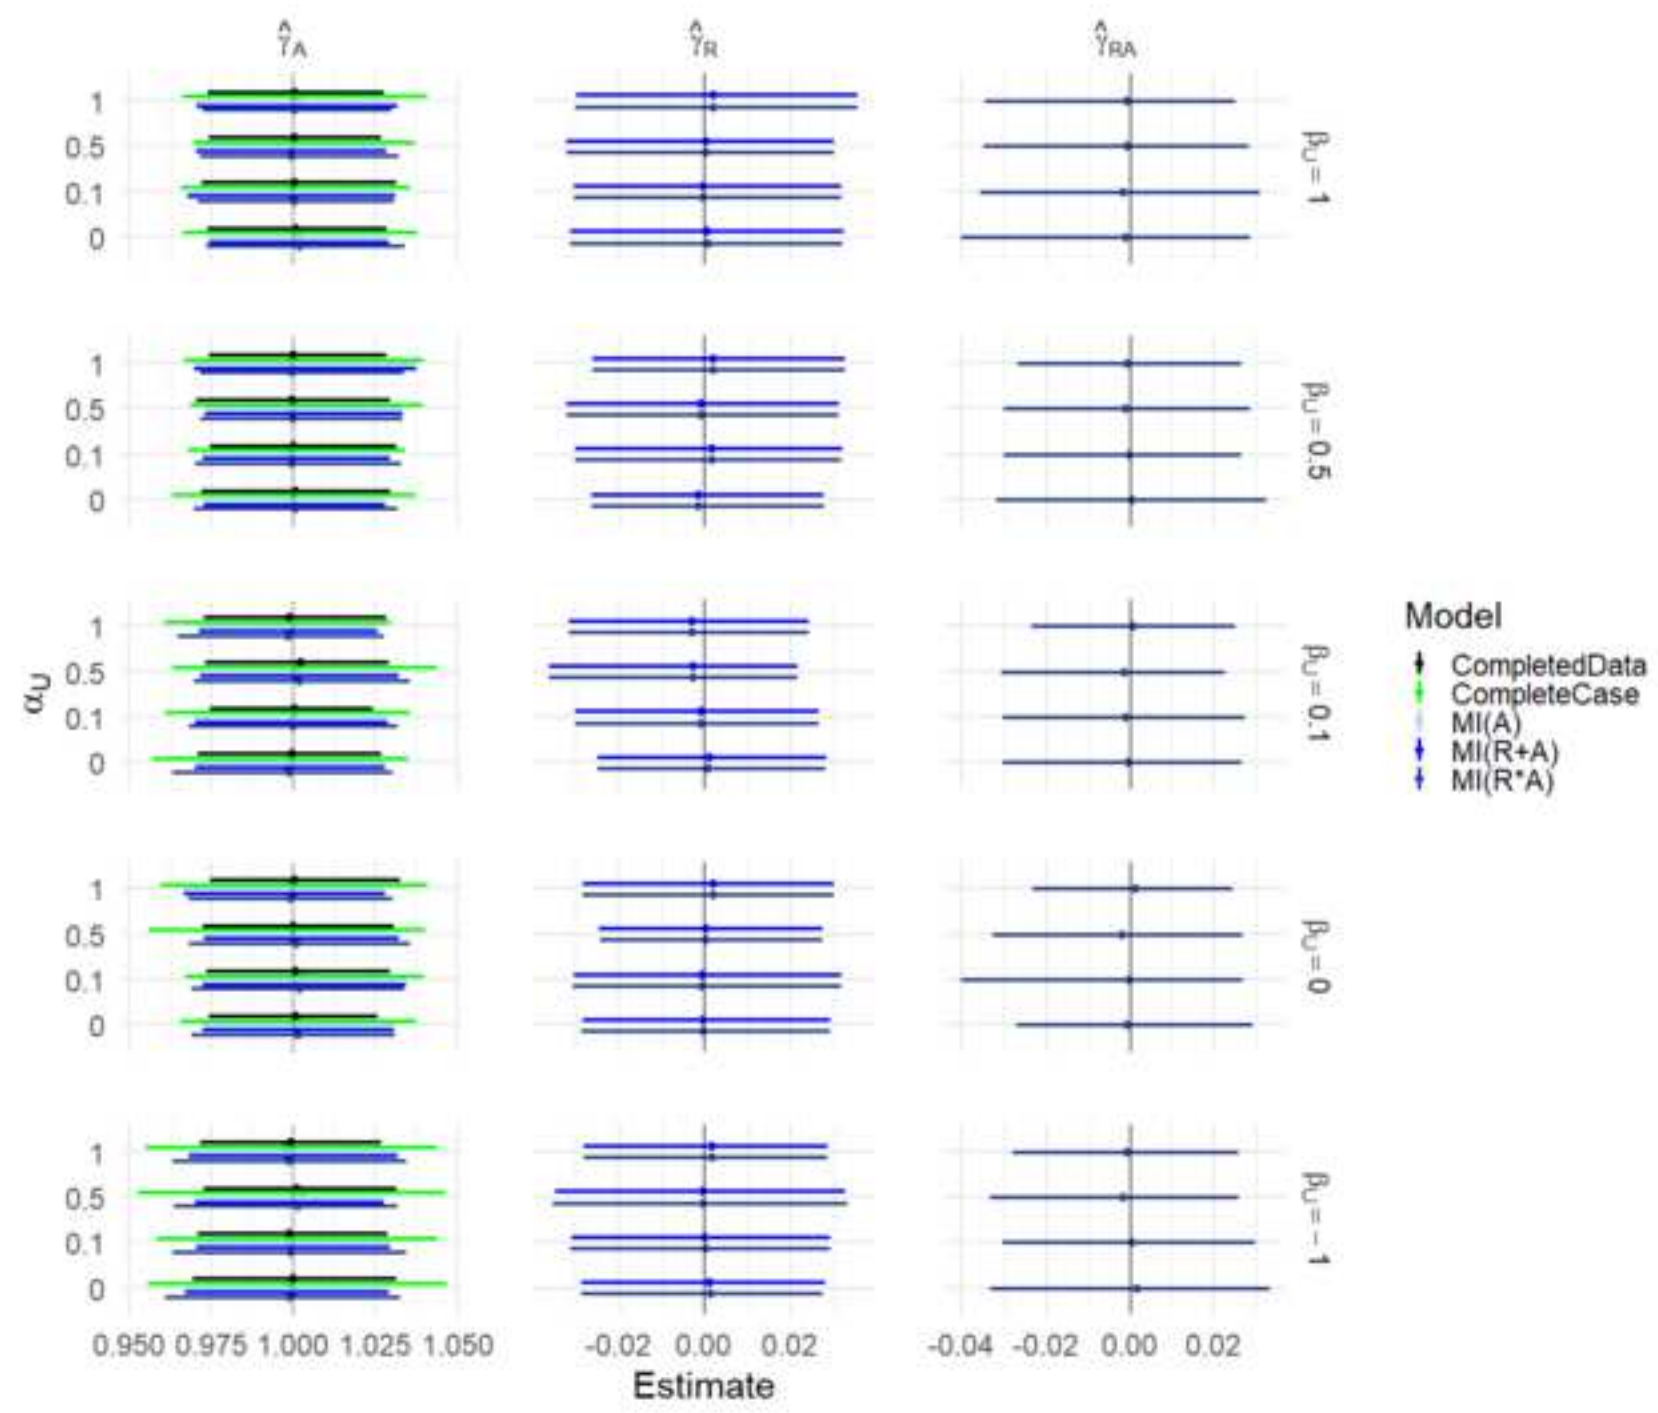 γ̂A γ̂R γ̂RA
1
0.5
0.1
0
βU = 1
1
0.5
0.1
0
βU = 0.5
1
0.5
0.1
0
βU = 0.1
1
0.5
0.1
0
βU = 0
1
0.5
0.1
0
βU = −1
αU
0.950 0.975 1.000 1.025 1.050 -0.02 0.00 0.02 -0.04 -0.02 0.00 0.02
Estimate
Model
CompletedData
CompleteCase
MI(A)
MI(R+A)
MI(R*A)